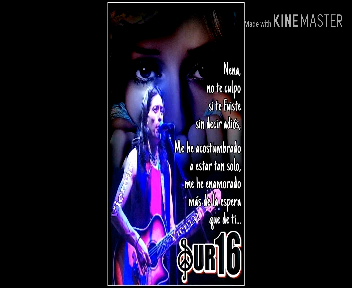 Made with KINEMASTER
Nena,
no te culpo
si te fuiste
sin decir adiós,
Me he acostumbrado
a estar tan solo,
me he enamorado
más de la espera
que de ti...
SUR16